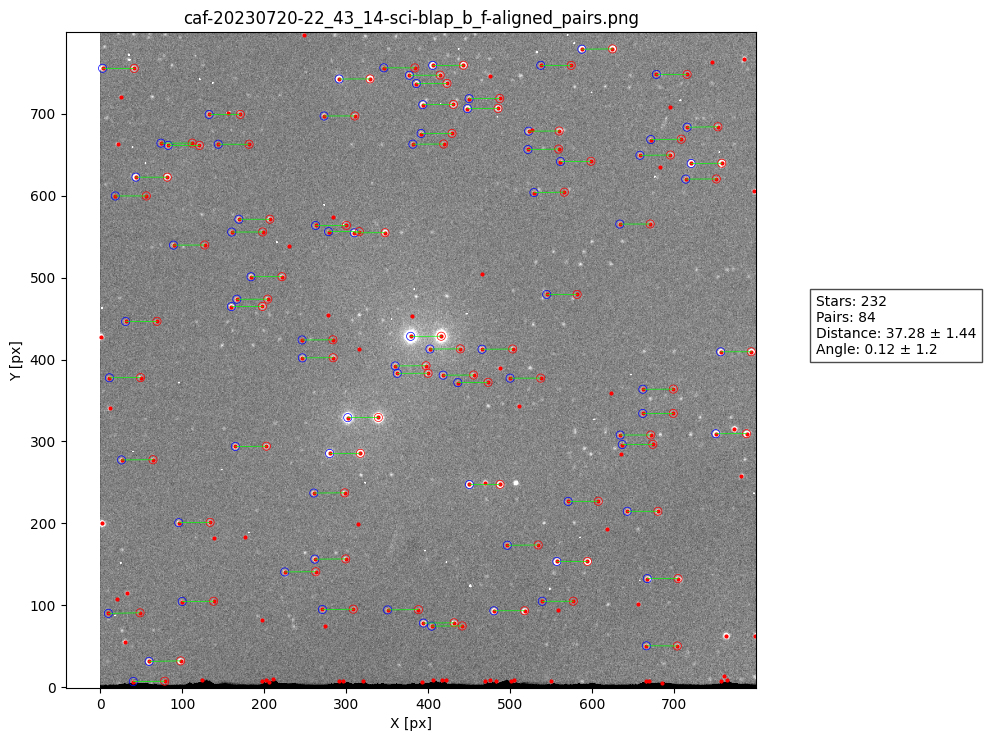 caf-20230720-22_43_14-sci-blap_b_f-aligned_pairs.png
Y [px]
700
600
500
400
300
200
100
0
0 100 200 300 400 500 600 700
X [px]
Stars: 232
Pairs: 84
Distance: 37.28 ± 1.44
Angle: 0.12 ± 1.2